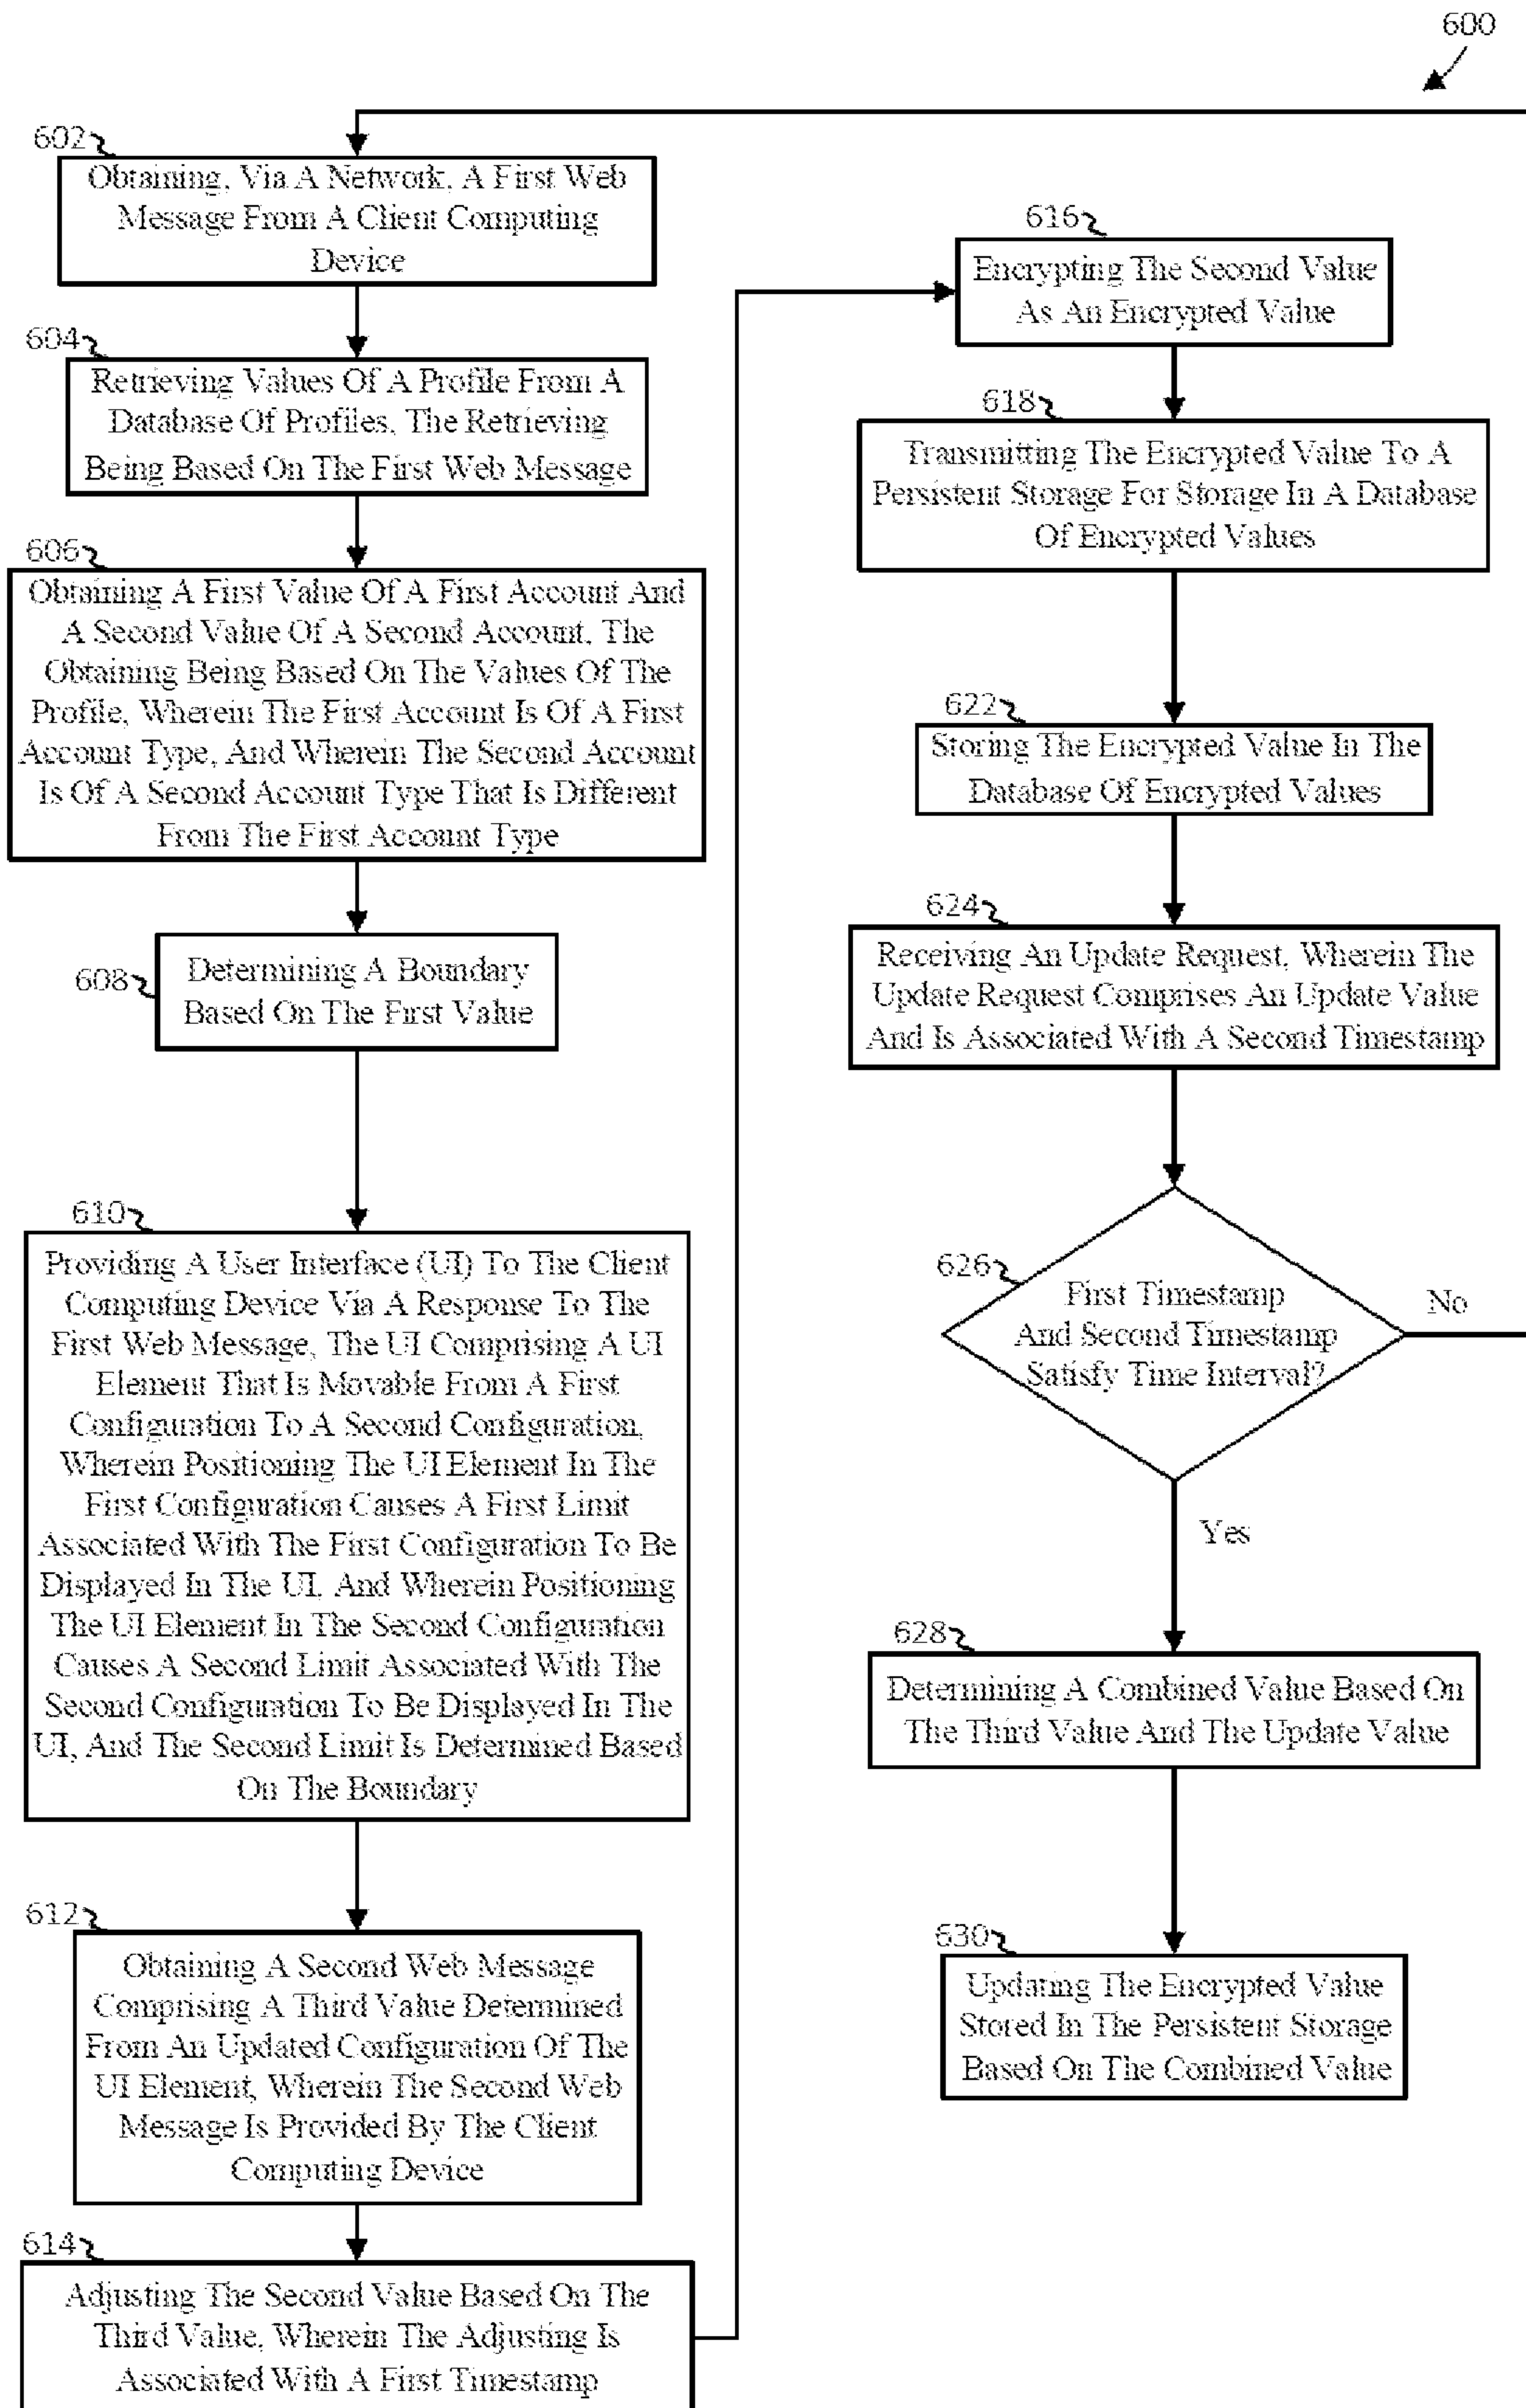 600
602
Obtaining, Via A Network, A First Web
Message From A Client Computing
Device
604
Retrieving Values Of A Profile From A
Database Of Profiles, The Retrieving
Being Based On The First Web Message
606
Obtaining A First Value Of A First Account And
A Second Value Of A Second Account, The
Obtaining Being Based On The Values Of The
Profile, Wherein The First Account Is Of A First
Account Type, And Wherein The Second Account
Is Of A Second Account Type That Is Different
From The First Account Type
608
Determining A Boundary
Based On The First Value
610
Providing A User Interface (UI) To The Client
Computing Device Via A Response To The
First Web Message, The UI Comprising A UI
Element That Is Movable From A First
Configuration To A Second Configuration,
Wherein Positioning The UI Element In The
First Configuration Causes A First Limit
Associated With The First Configuration To Be
Displayed In The UI, And Wherein Positioning
The UI Element In The Second Configuration
Causes A Second Limit Associated With The
Second Configuration To Be Displayed In The
UI, And The Second Limit Is Determined Based
On The Boundary
612
Obtaining A Second Web Message
Comprising A Third Value Determined
From An Updated Configuration Of The
UI Element, Wherein The Second Web
Message Is Provided By The Client
Computing Device
614
Adjusting The Second Value Based On The
Third Value, Wherein The Adjusting Is
Associated With A First Timestamp
616
Encrypting The Second Value
As An Encrypted Value
618
Transmitting The Encrypted Value To A
Persistent Storage For Storage In A Database
Of Encrypted Values
622
Storing The Encrypted Value In The
Database Of Encrypted Values
624
Receiving An Update Request, Wherein The
Update Request Comprises An Update Value
And Is Associated With A Second Timestamp
626
First Timestamp
And Second Timestamp
Satisfy Time Interval?
No
Yes
628
Determining A Combined Value Based On
The Third Value And The Update Value
630
Updating The Encrypted Value
Stored In The Persistent Storage
Based On The Combined Value